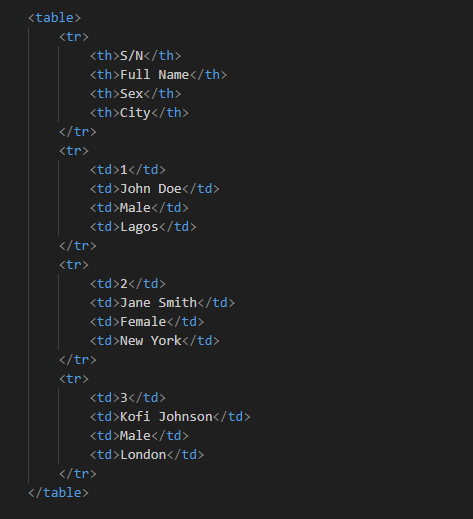 <table>
    <tr>
        <th>S/N</th>
        <th>Full Name</th>
        <th>Sex</th>
        <th>City</th>
    </tr>
    <tr>
        <td>1</td>
        <td>John Doe</td>
        <td>Male</td>
        <td>Lagos</td>
    </tr>
    <tr>
        <td>2</td>
        <td>Jane Smith</td>
        <td>Female</td>
        <td>New York</td>
    </tr>
    <tr>
        <td>3</td>
        <td>Kofi Johnson</td>
        <td>Male</td>
        <td>London</td>
    </tr>
</table>